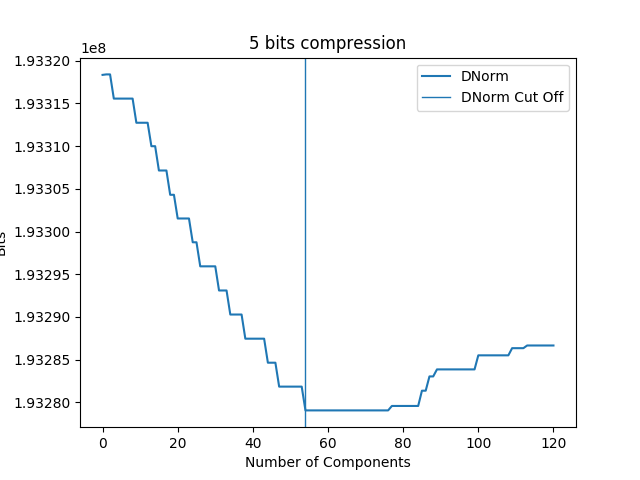 5 bits compression
1e8
1.93320
1.93315
1.93310
1.93305
1.93300
1.93295
1.93290
1.93285
1.93280
Bits
DNorm
DNorm Cut Off
0 20 40 60 80 100 120
Number of Components